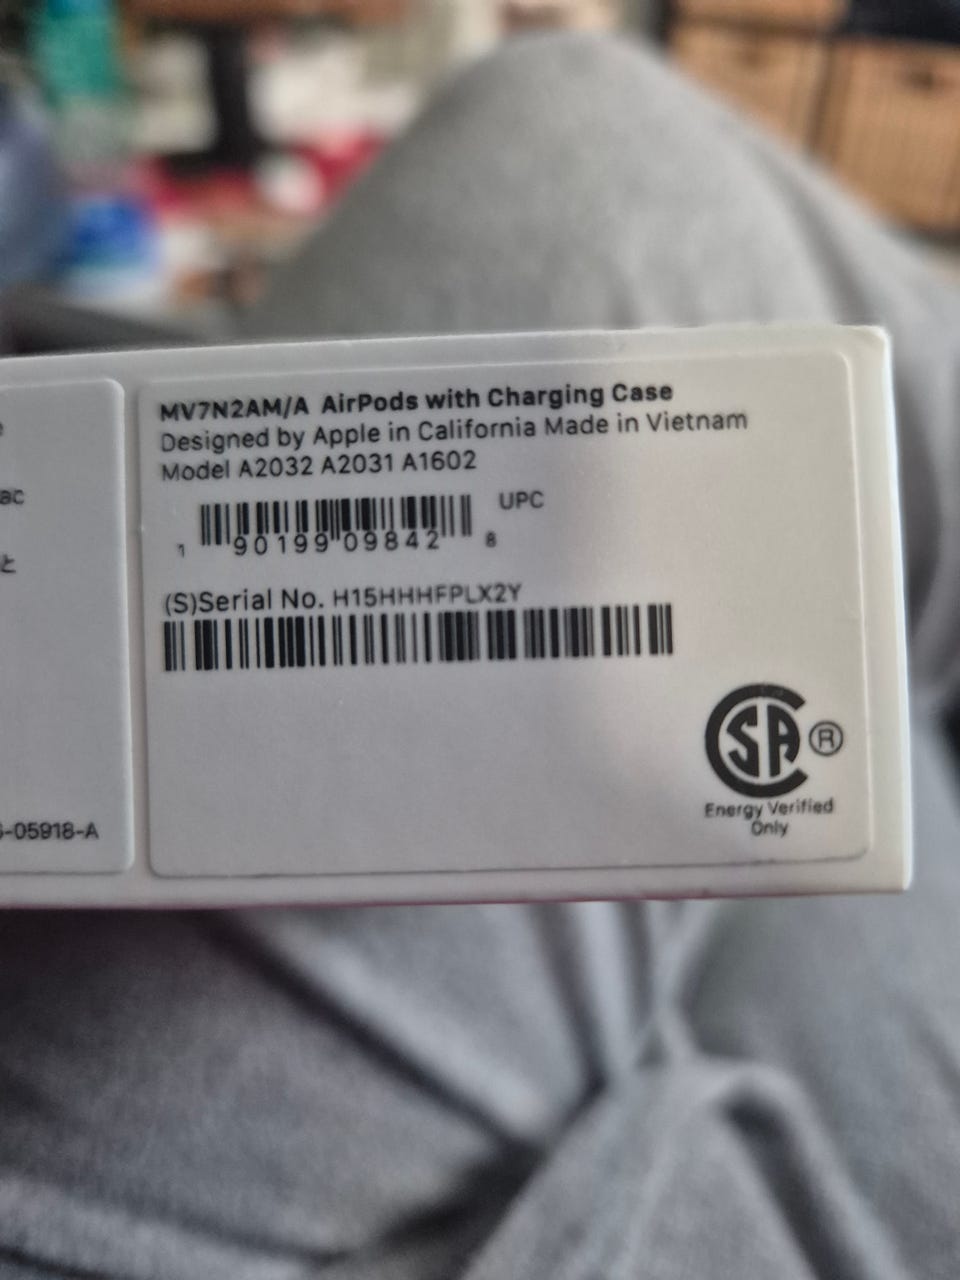 MV7N2AM/A AirPods with Charging Case
Designed by Apple in California Made in Vietnam
Model A2032 A2031 A1602
UPC
1 90199 09842 8
(S)Serial No. H15HHHFPLX2Y
CSA ®
Energy Verified
Only
-05918-A